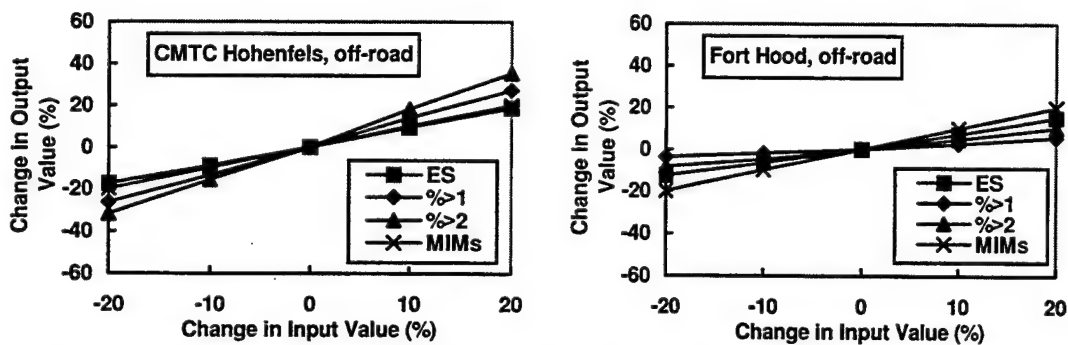 CMTC Hohenfels, off-road
Change in Output
Value (%)
60
40
20
0
-20
-40
-60
ES
%>1
%>2
MIMs
-20
-10
0
10
20
Change in Input Value (%)
Fort Hood, off-road
Change in Output
Value (%)
60
40
20
0
-20
-40
-60
ES
%>1
%>2
MIMs
-20
-10
0
10
20
Change in Input Value (%)